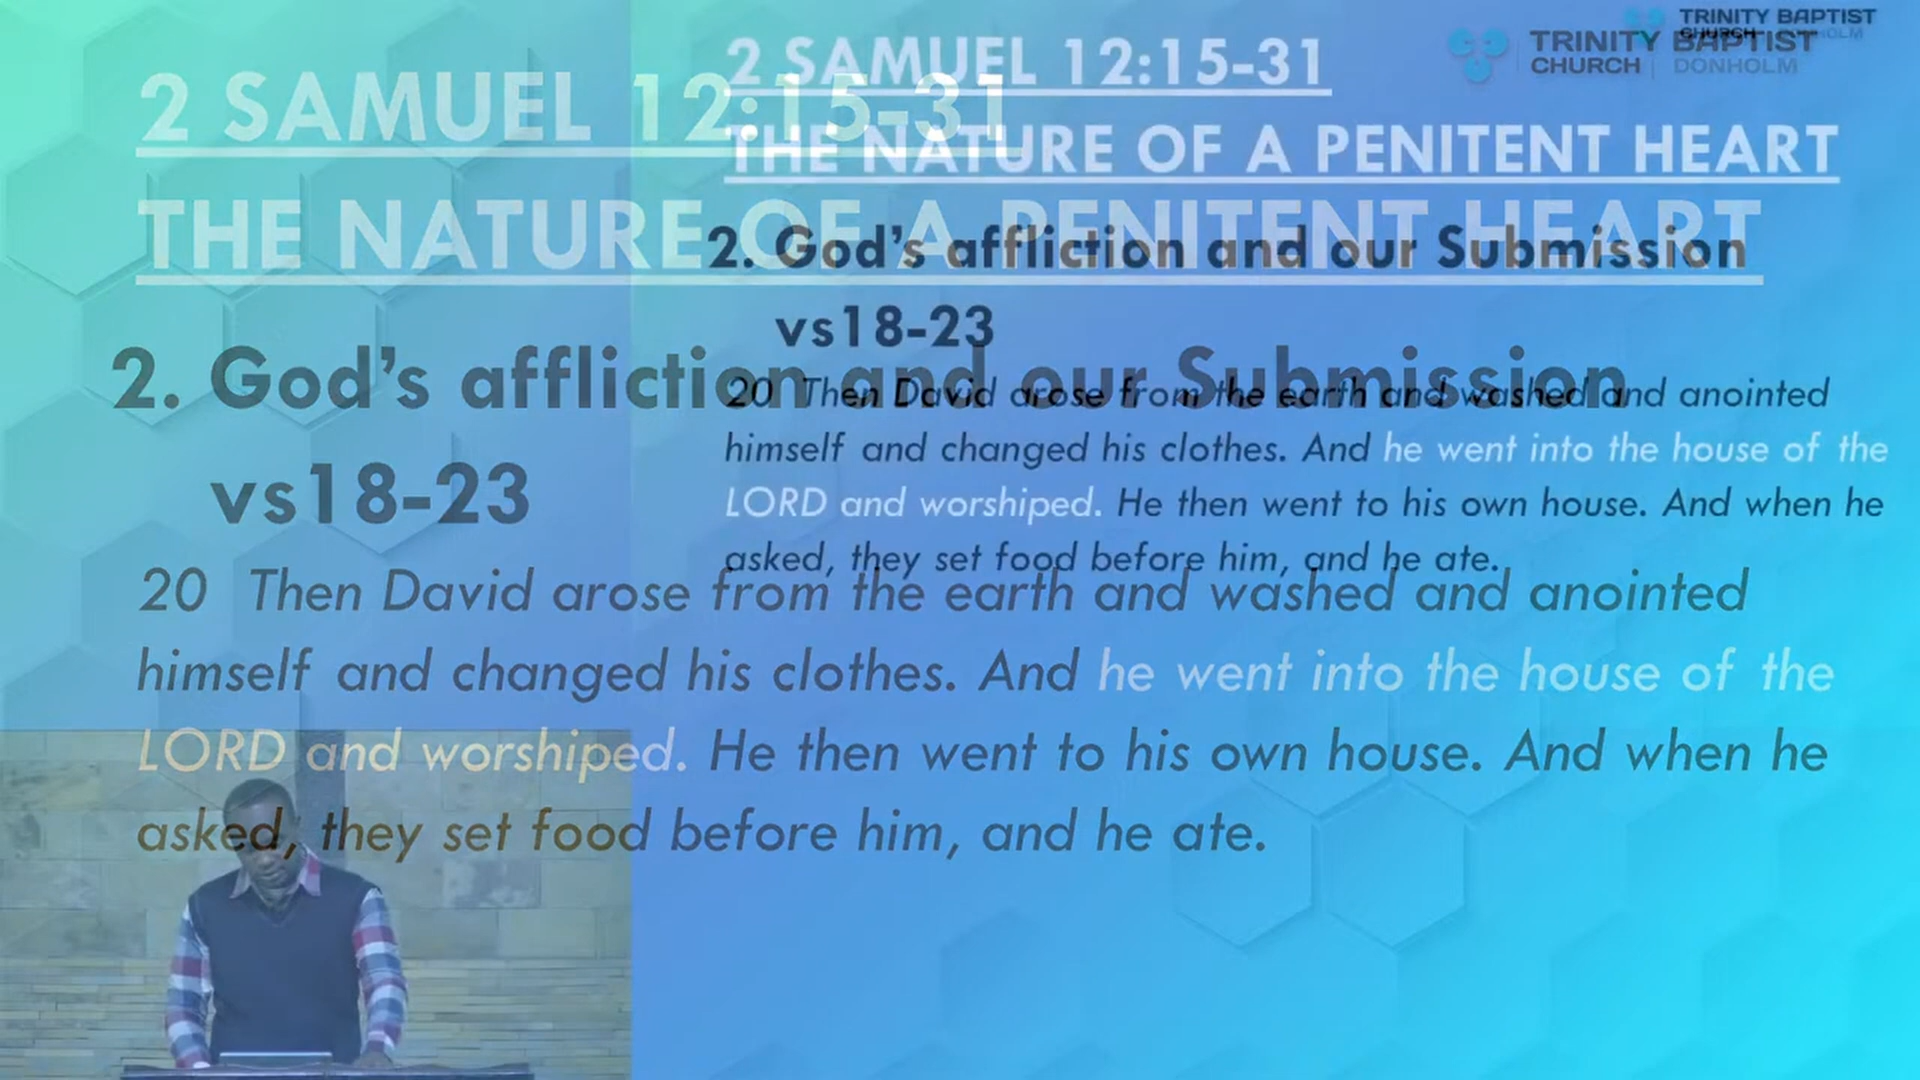 TRINITY BAPTIST
CHURCH DONHOLM
TRINITY BAPTIST
CHURCH DONHOLM
2 SAMUEL 12:15-31
THE NATURE OF A PENITENT HEART
2. God's affliction and our Submission
vs18-23
20 Then David arose from the earth and washed and anointed
himself and changed his clothes. And he went into the house of the
LORD and worshiped. He then went to his own house. And when he
asked, they set food before him, and he ate.
2 SAMUEL 12:15-31
THE NATURE OF A PENITENT HEART
2. God's affliction and our Submission
vs18-23
20 Then David arose from the earth and washed and anointed
himself and changed his clothes. And he went into the house of the
LORD and worshiped. He then went to his own house. And when he
asked, they set food before him, and he ate.